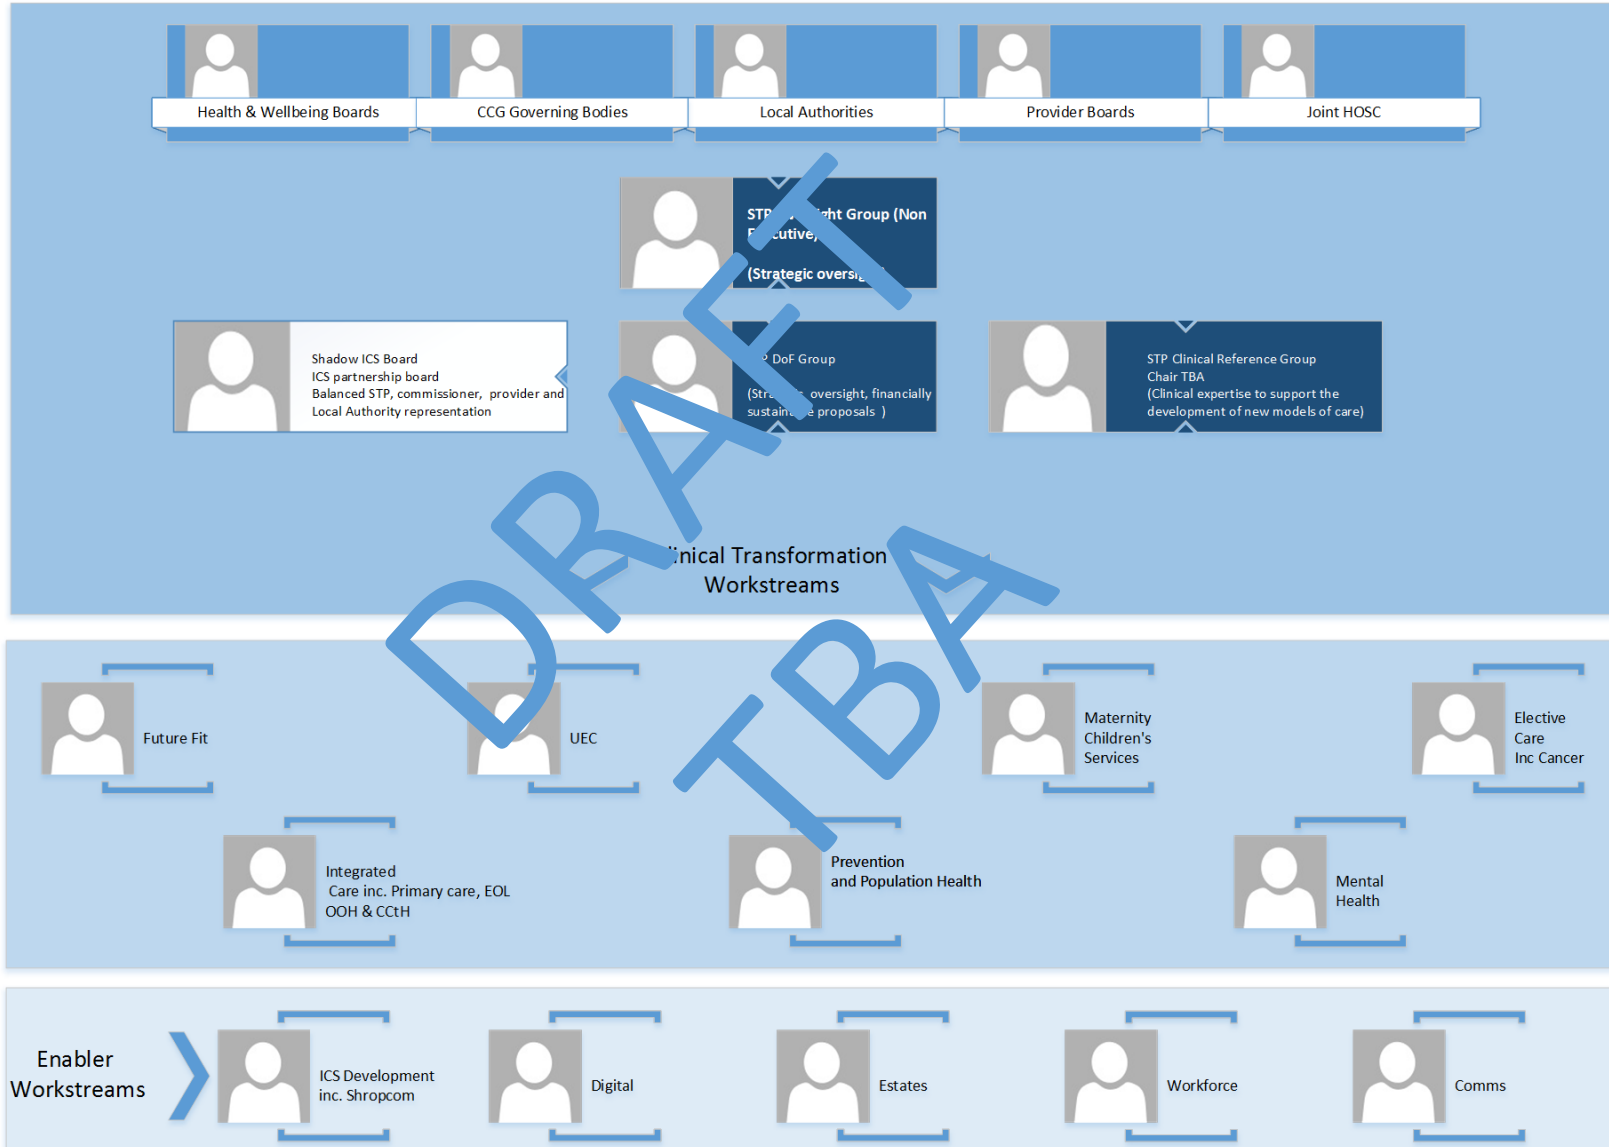 Health & Wellbeing Boards
CCG Governing Bodies
Local Authorities
Provider Boards
Joint HOSC
STP ght Group (Non
(Strategic
Shadow ICS Board
ICS partnership board
Balanced STP, commissioner, provider and
Local Authority representation
DoF Group
oversight, financially
proposals )
STP Clinical Reference Group
Chair TBA
(Clinical expertise to support the
development of new models of care)
DRAFT
TBA
Clinical Transformation
Workstreams
Future Fit
UEC
Maternity
Children's
Services
Elective
Care
Inc Cancer
Integrated
Care inc. Primary care, EOL
OOH & CCtH
Prevention
and Population Health
Mental
Health
Enabler
Workstreams
ICS Development
inc. Shropcom
Digital
Estates
Workforce
Comms